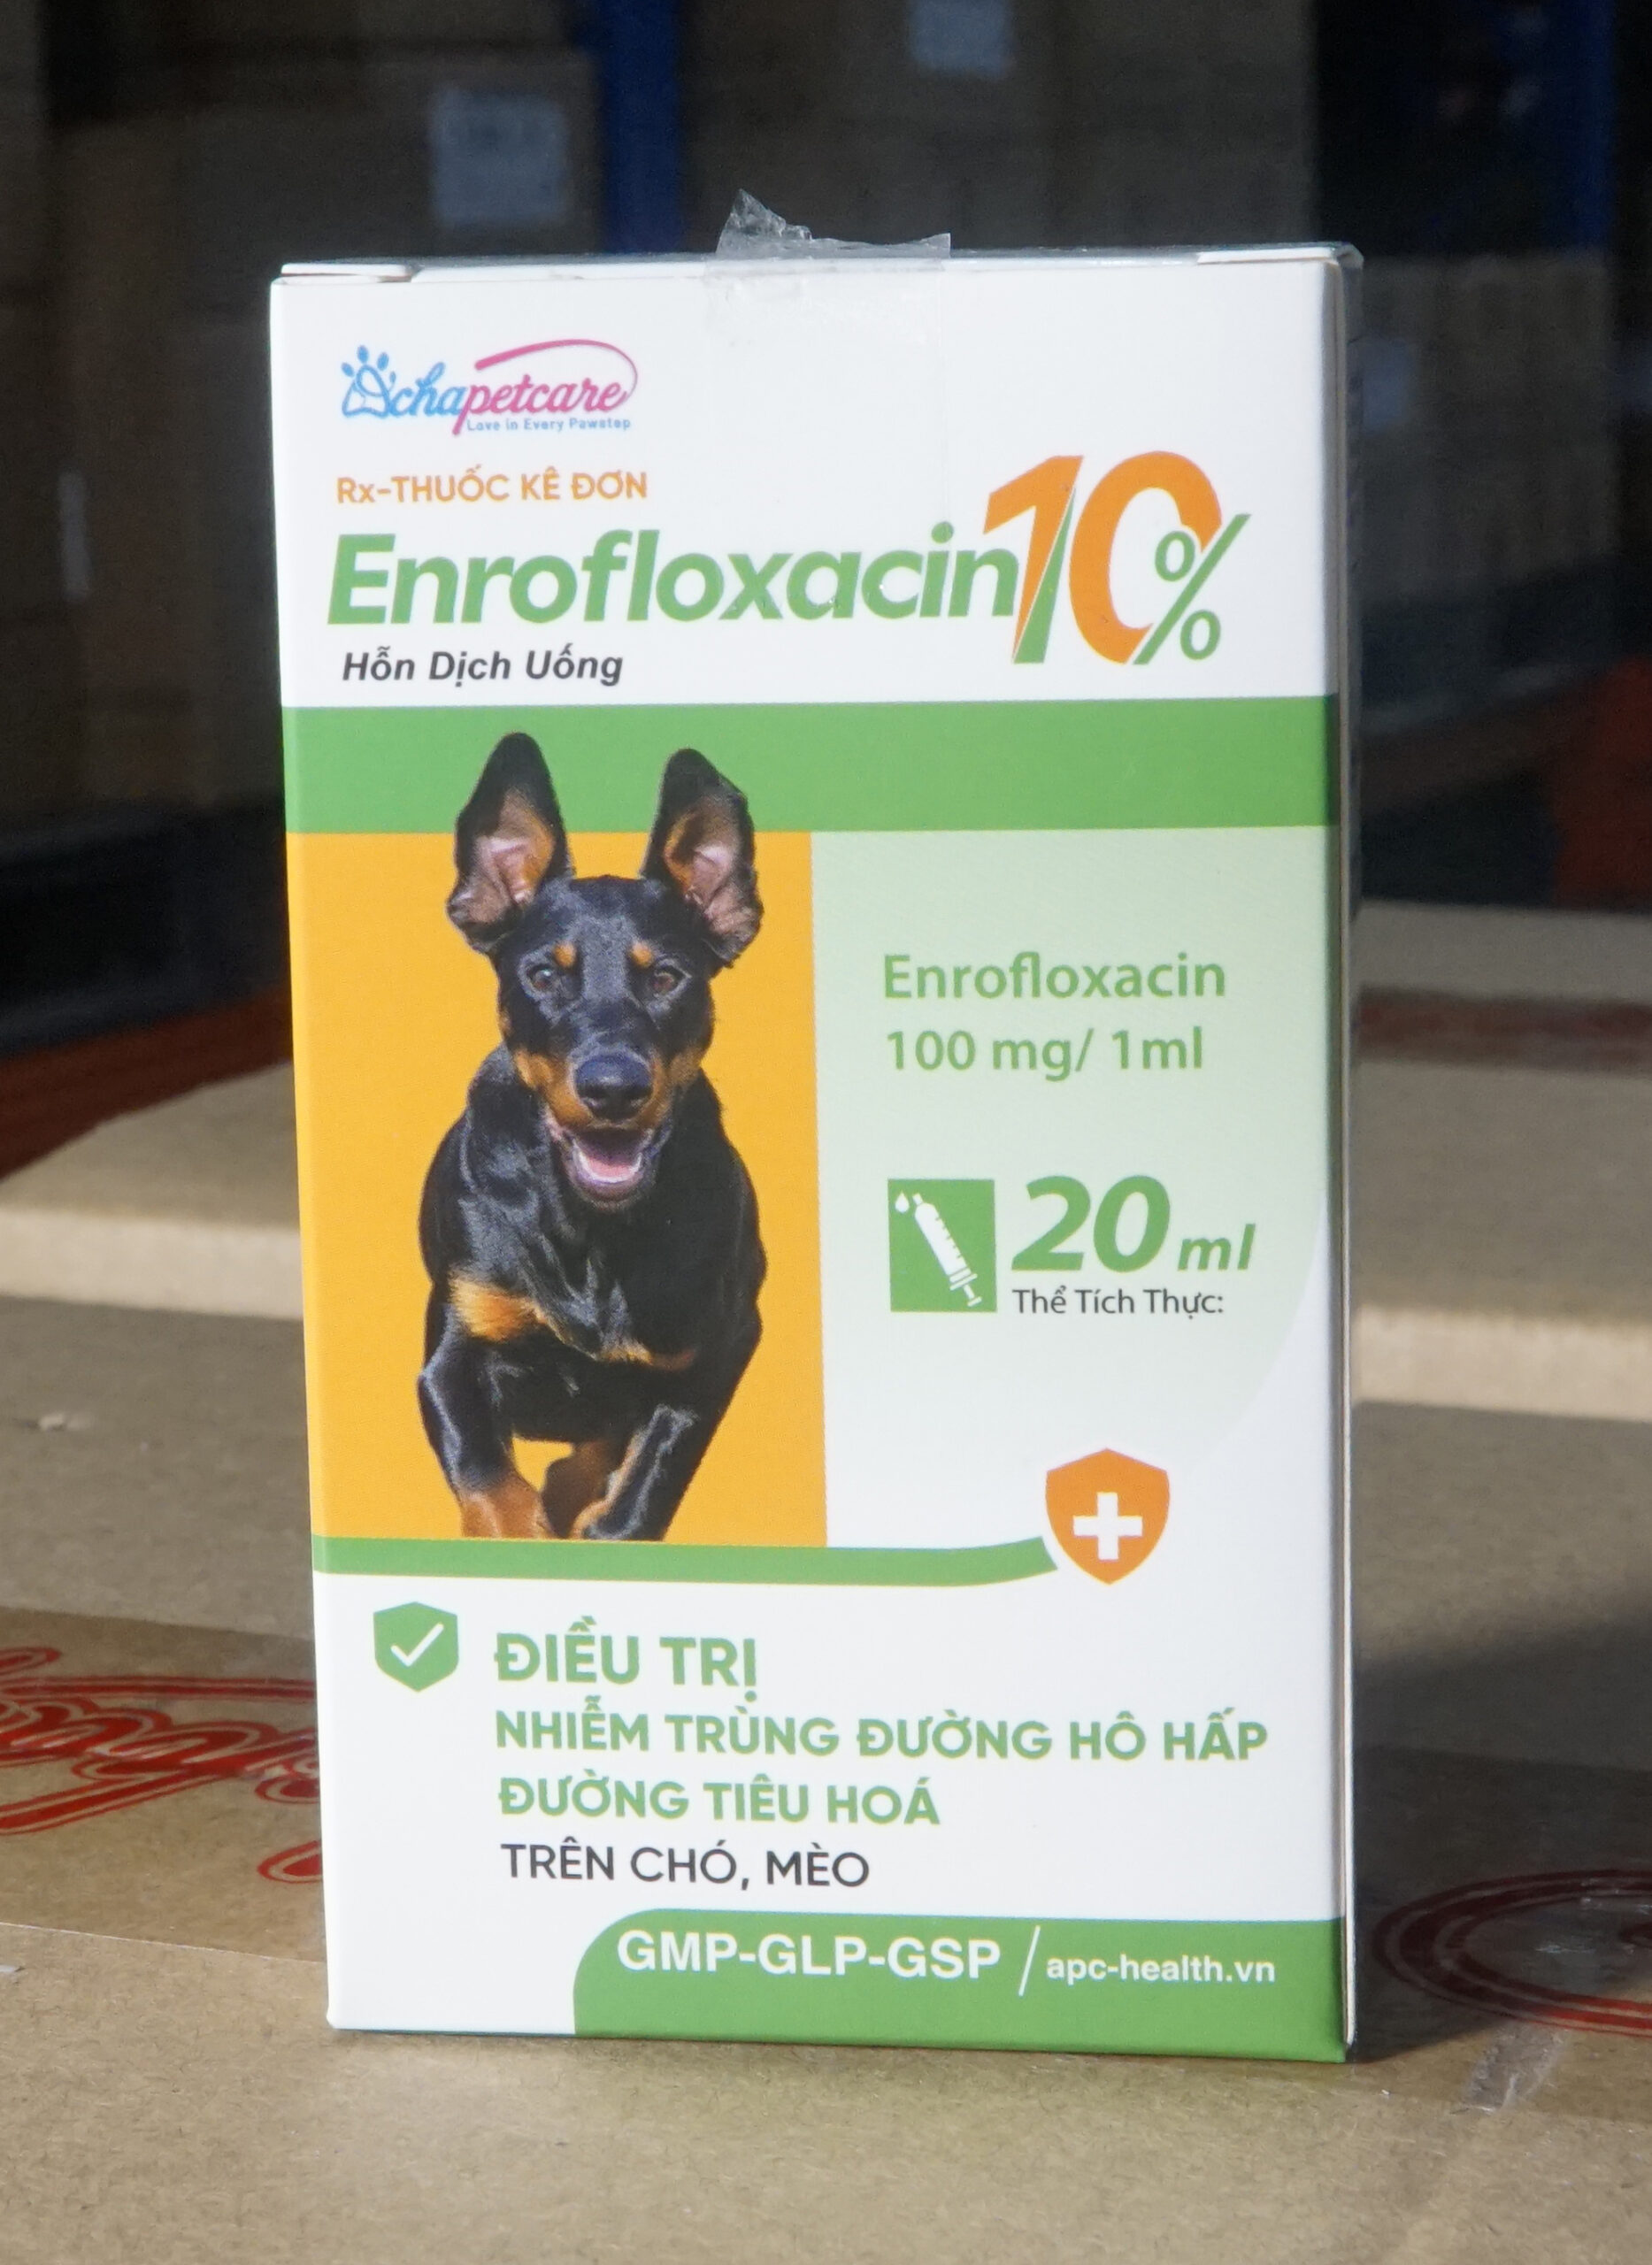 Achapetcare
Love in Every Pawstep
Rx-THUỐC KÊ ĐƠN
Enrofloxacin 10%
Hỗn Dịch Uống
Enrofloxacin
100 mg/ 1ml
20 ml
Thể Tích Thực:
ĐIỀU TRỊ
NHIỄM TRÙNG ĐƯỜNG HÔ HẤP
ĐƯỜNG TIÊU HOÁ
TRÊN CHÓ, MÈO
GMP-GLP-GSP / apc-health.vn